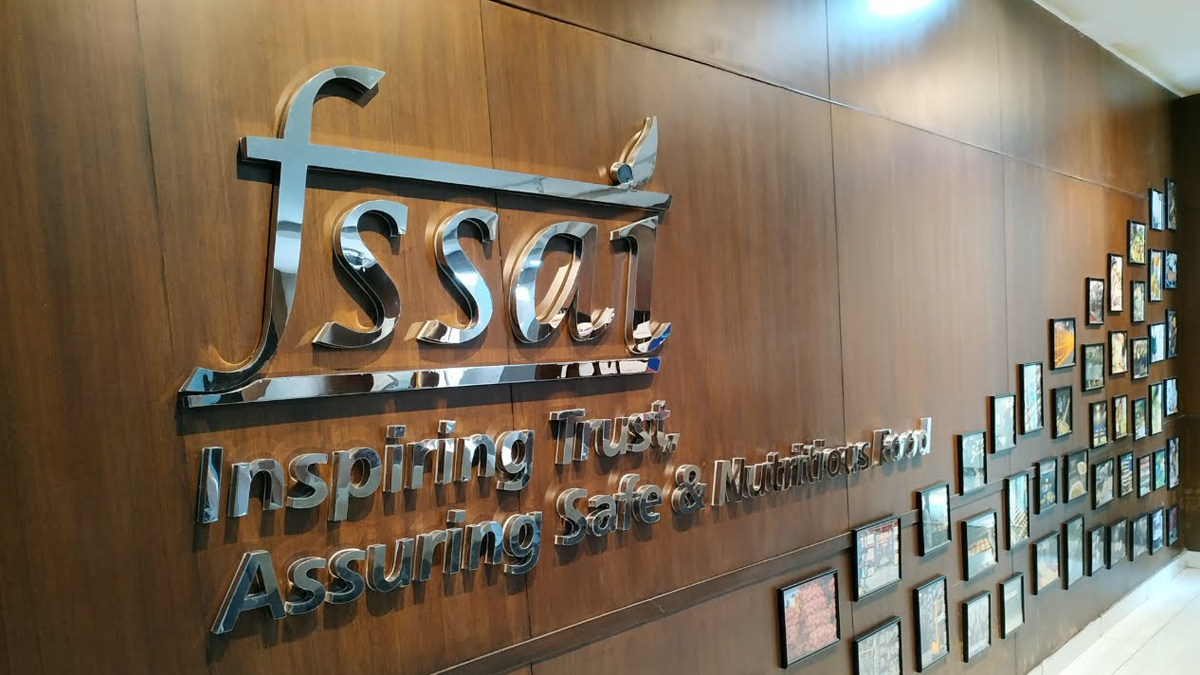 fssai
Inspiring Trust,
Assuring Safe & Nutritious Food